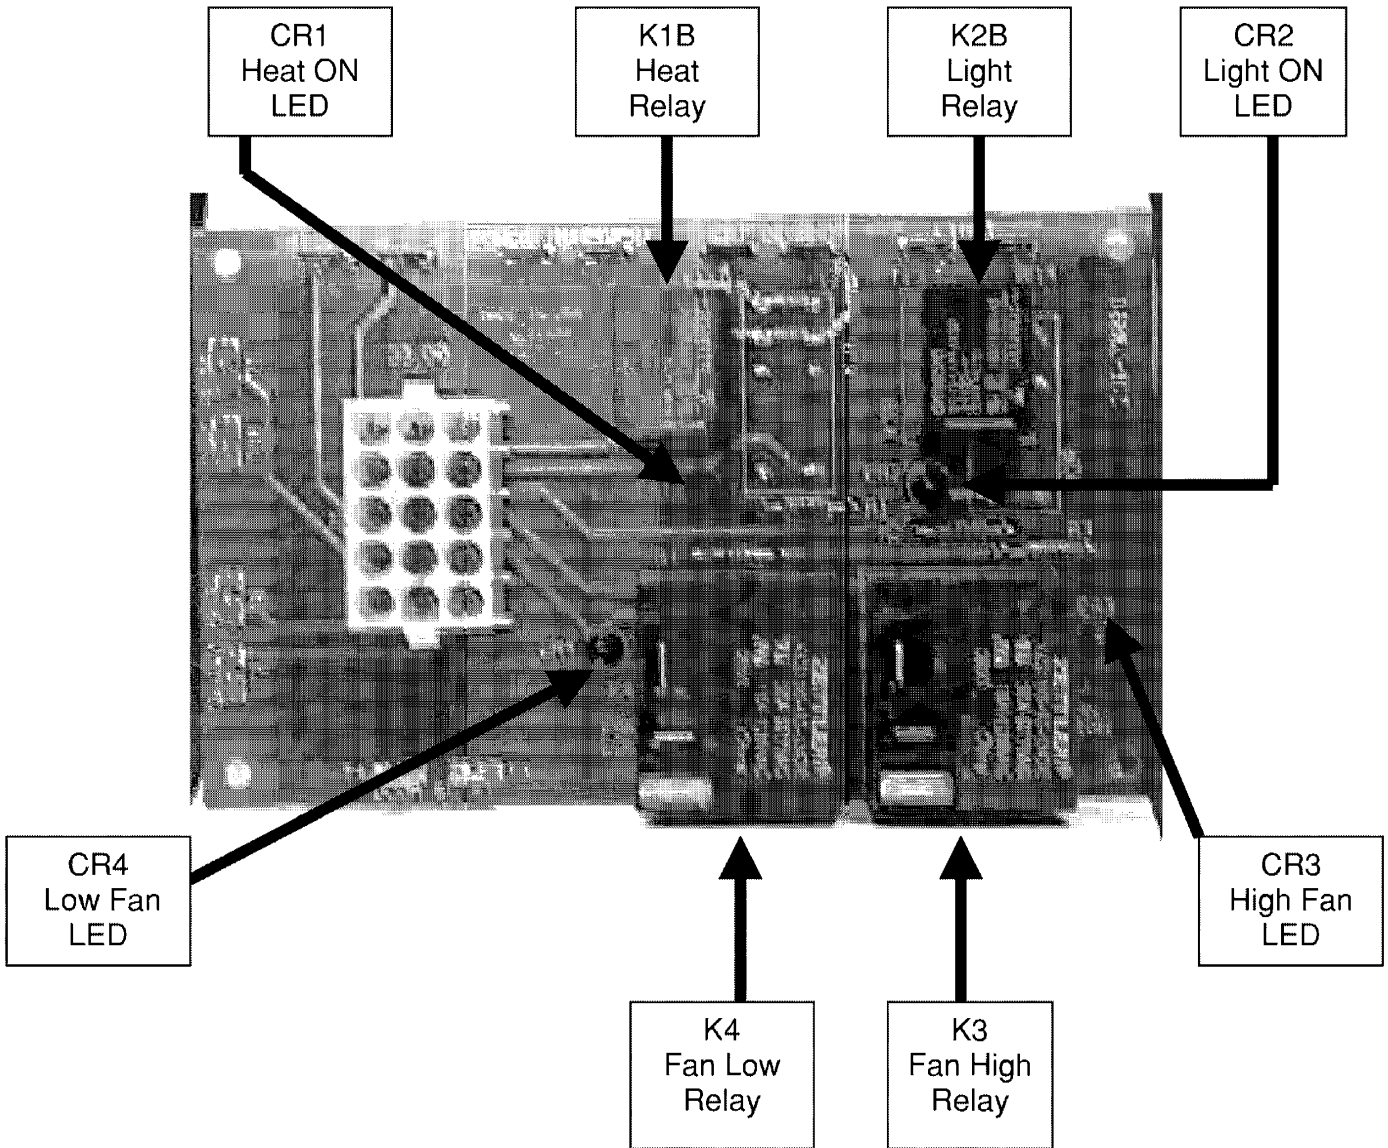 CR1
Heat ON
LED
K1B
Heat
Relay
K2B
Light
Relay
CR2
Light ON
LED
CR4
Low Fan
LED
CR3
High Fan
LED
K4
Fan Low
Relay
K3
Fan High
Relay